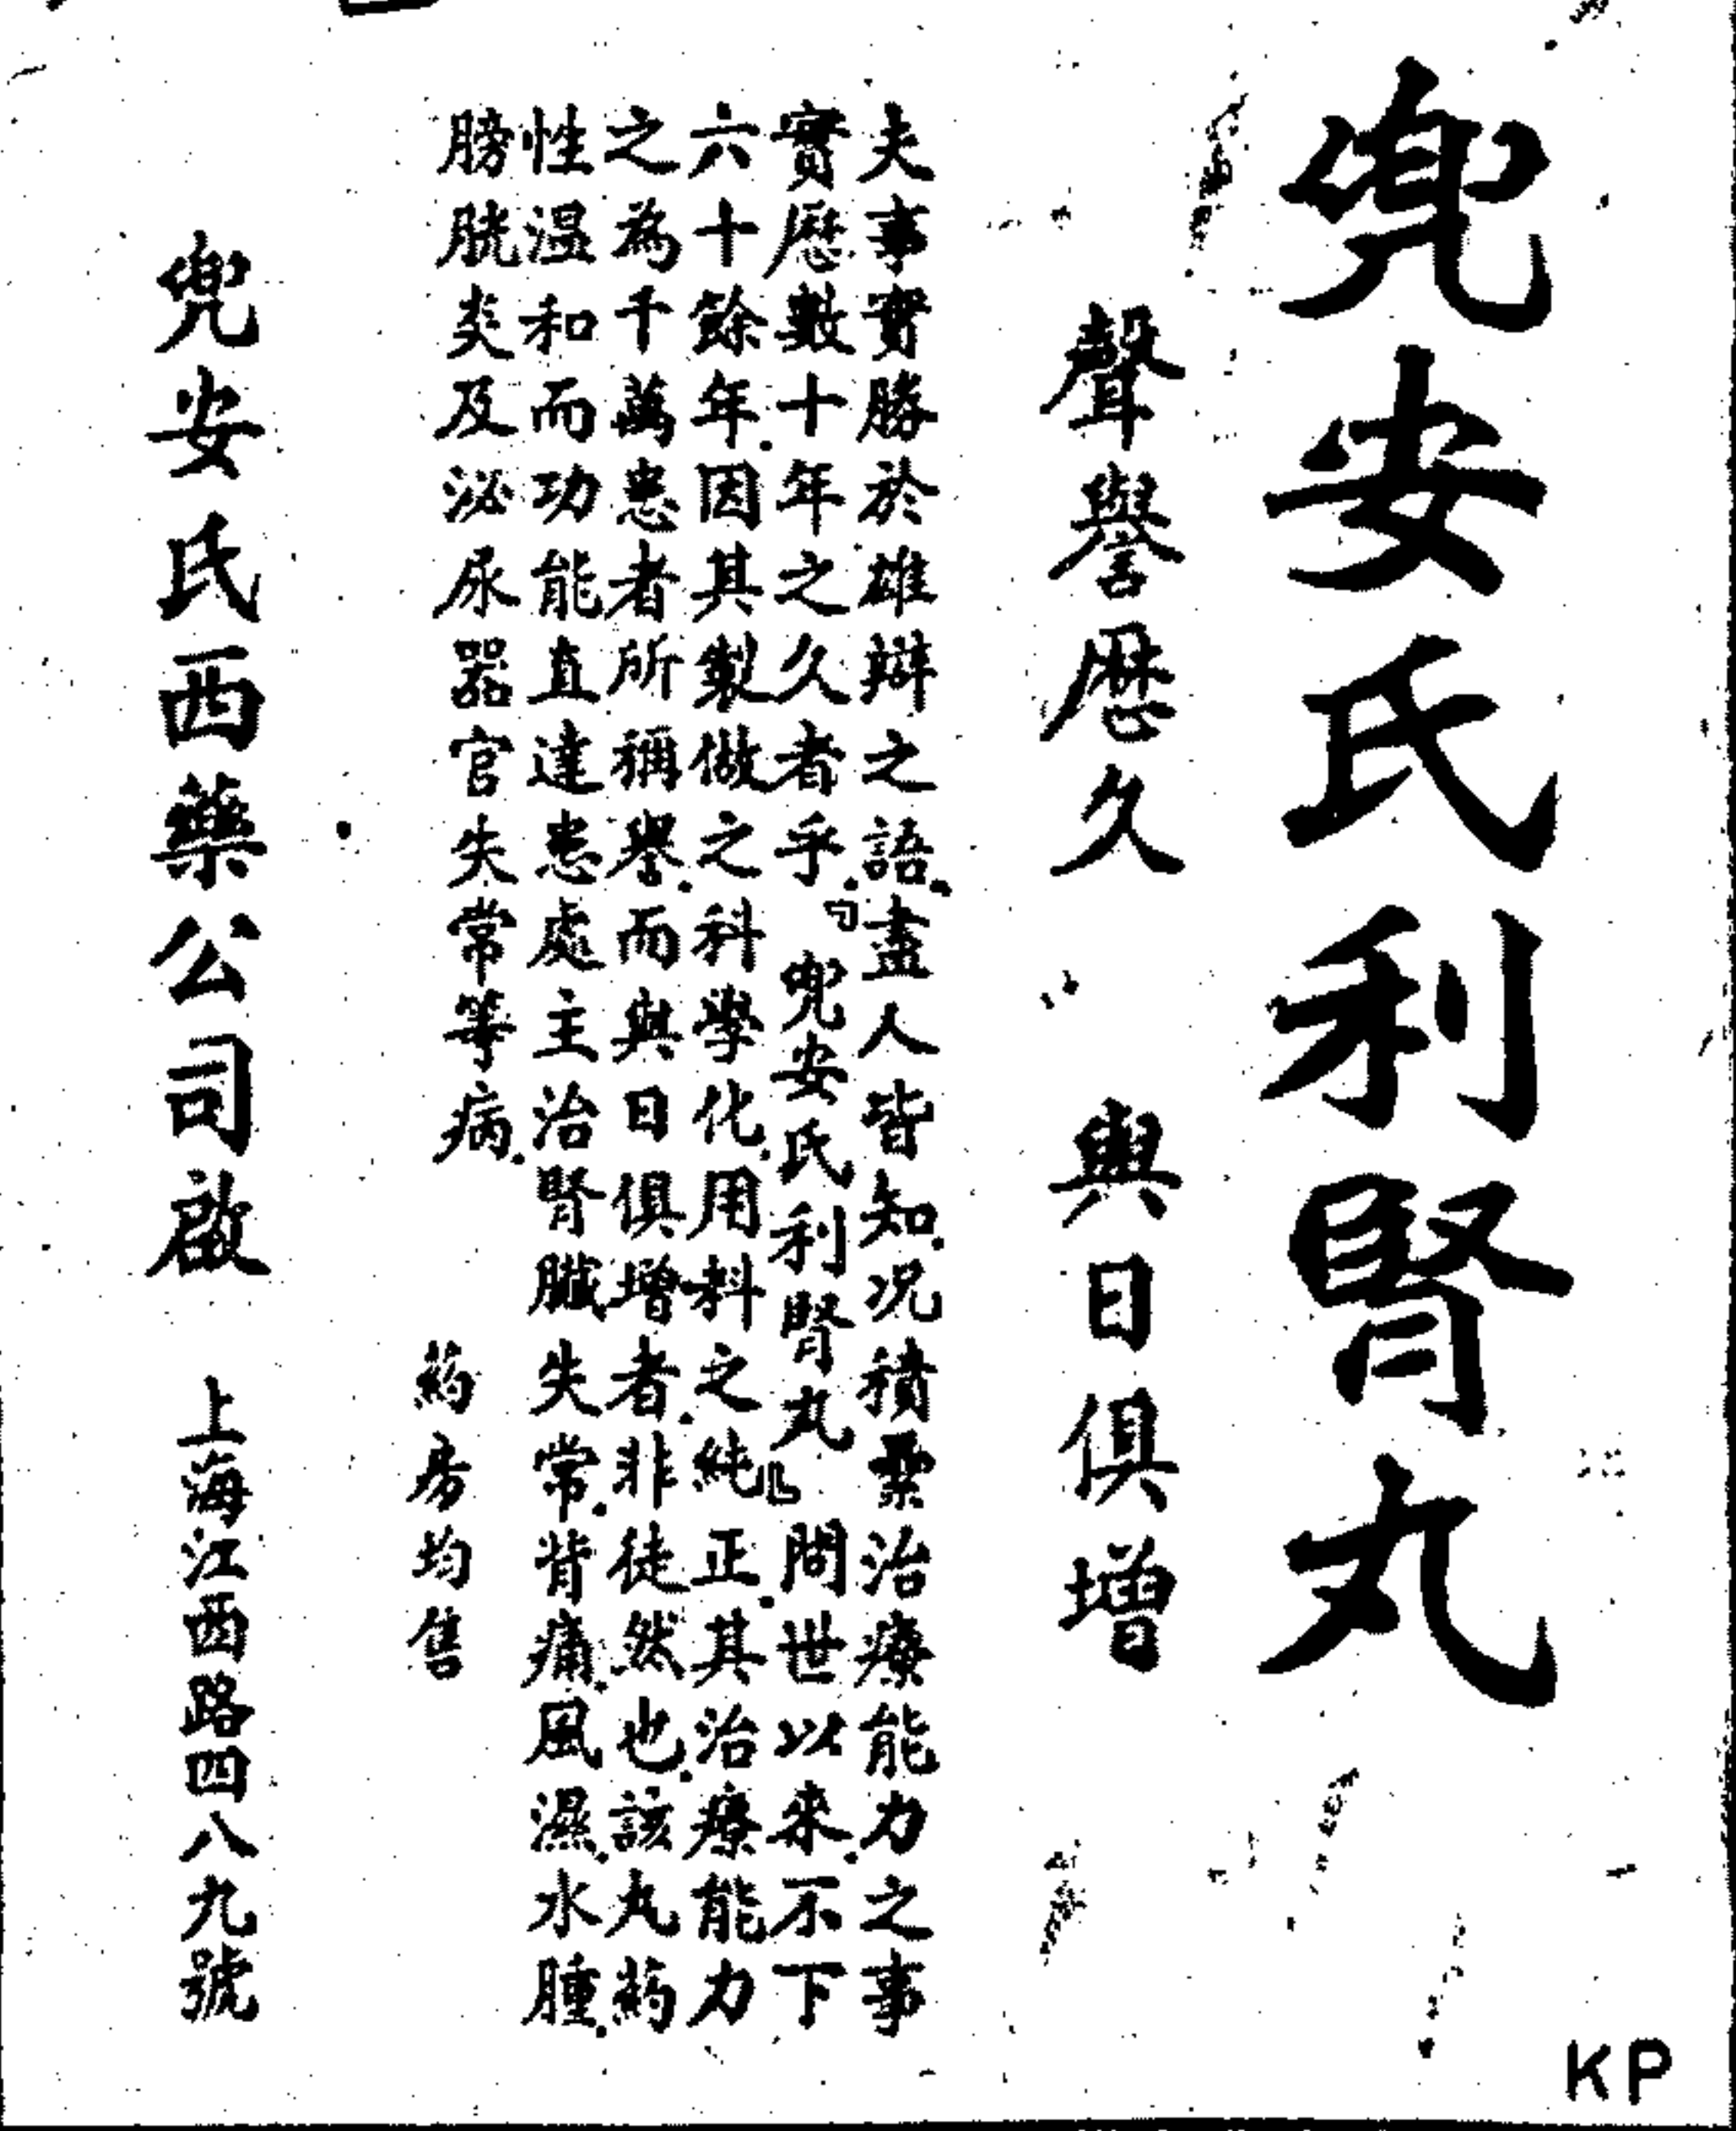 兜安氏利腎丸
聲譽歷久 與日俱增
夫事實勝於雄辯之語.盡人皆知.况積藥治療能力之事
實歷數十年之久者乎.「兜安氏利腎丸」問世以來.不下
六十餘年.因其製做之科學化.用料之純正.其治療能力
之為千萬患者所稱譽.而與日俱增者.非徒然也.該丸葯
性温和而功能直達患處主治腎臟失常.背痛.風濕.水腫.
膀胱炎及泌尿器官失常等病.
葯房均售
兜安氏西藥公司啟 上海江西路四八九號
KP